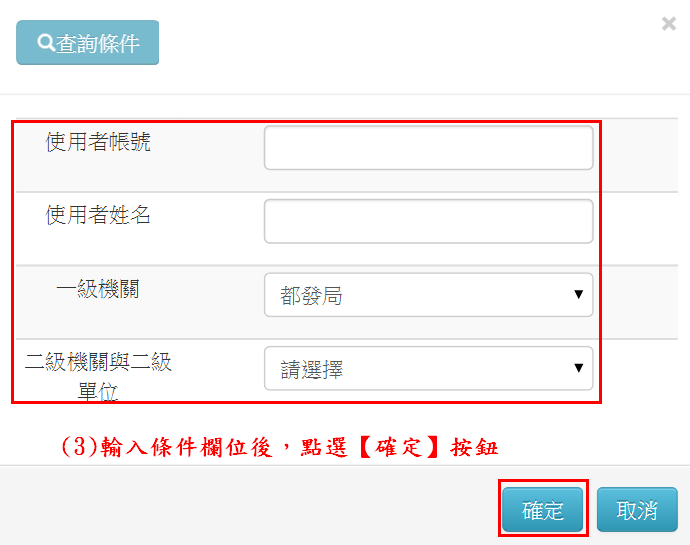 查詢條件
×
使用者帳號
使用者姓名
一級機關
都發局
二級機關與二級
單位
請選擇
(3)輸入條件欄位後，點選【確定】按鈕
確定
取消